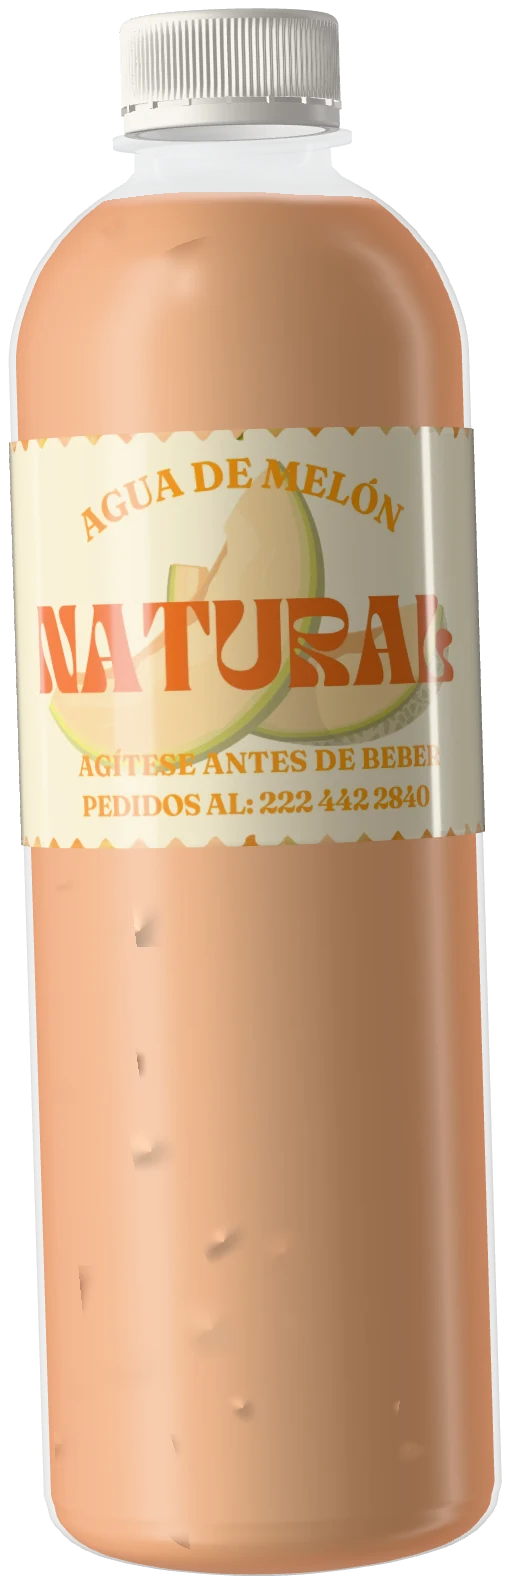 AGUA DE MELÓN
NATURAL
AGÍTESE ANTES DE BEBER
PEDIDOS AL: 222 442 2840